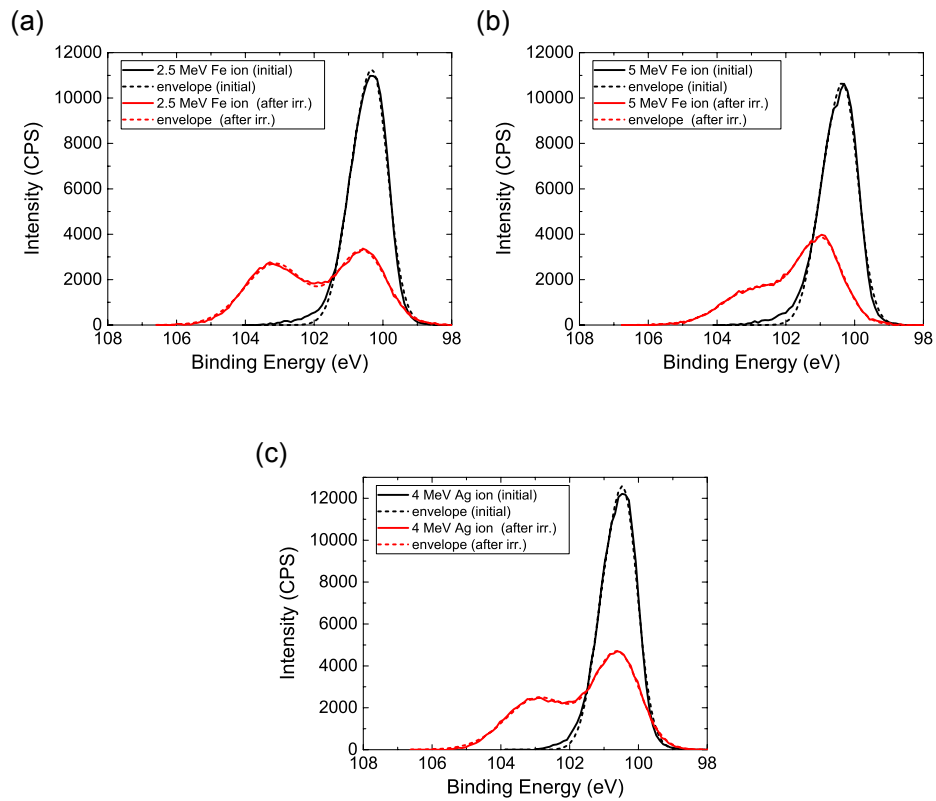 (a)
12000
10000
8000
6000
4000
2000
0
Intensity (CPS)
2.5 MeV Fe ion (initial)
envelope (initial)
2.5 MeV Fe ion  (after irr.)
envelope  (after irr.)
108 106 104 102 100 98
Binding Energy (eV)
(b)
12000
10000
8000
6000
4000
2000
0
Intensity (CPS)
5 MeV Fe ion (initial)
envelope (initial)
5 MeV Fe ion  (after irr.)
envelope  (after irr.)
108 106 104 102 100 98
Binding Energy (eV)
(c)
12000
10000
8000
6000
4000
2000
0
Intensity (CPS)
4 MeV Ag ion (initial)
envelope (initial)
4 MeV Ag ion  (after irr.)
envelope (after irr.)
108 106 104 102 100 98
Binding Energy (eV)